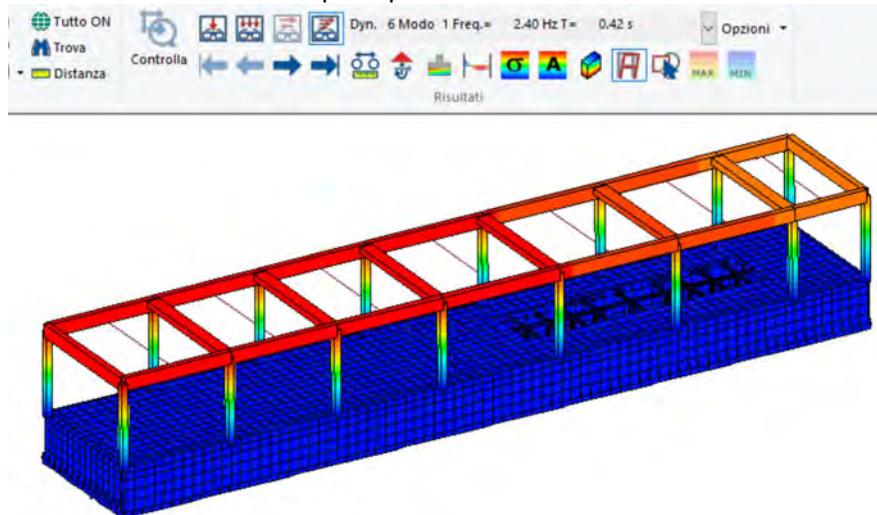 Tutto ON
Trova
Distanza
Controlla
Dyn. 6 Modo 1 Freq.= 2.40 Hz T= 0.42 s
Opzioni
σ
A
MAX
MIN
Risultati